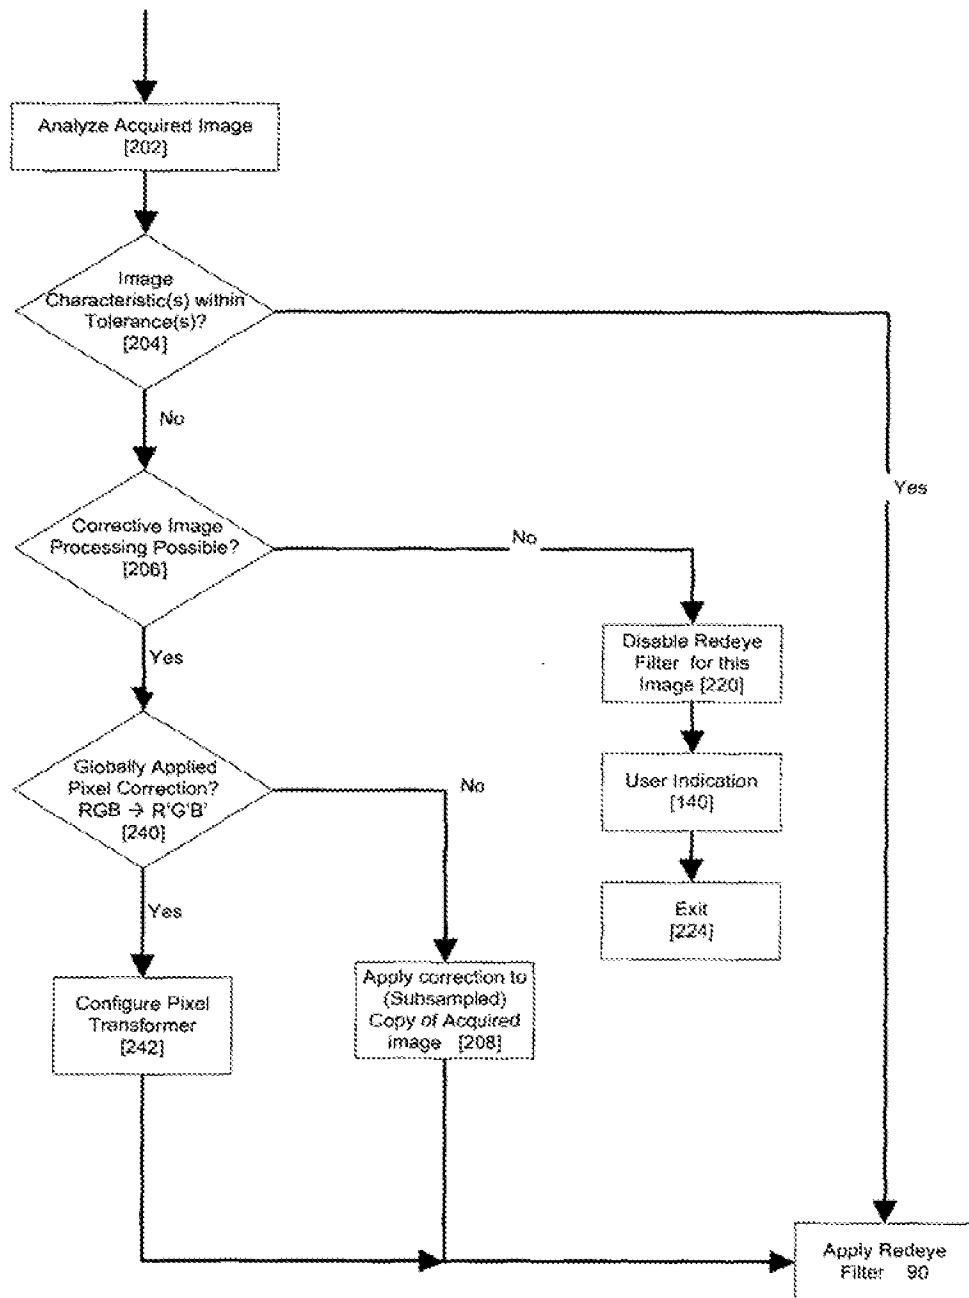 Analyze Acquired Image
[202]
Image
Characteristic(s) within
Tolerance(s)?
[204]
No
Yes
Corrective Image
Processing Possible?
[206]
No
Yes
Disable Redeye
Filter for this
Image [220]
User Indication
[140]
Exit
[224]
Globally Applied
Pixel Correction?
RGB → R'G'B'
[240]
No
Yes
Configure Pixel
Transformer
[242]
Apply correction to
(Subsampled)
Copy of Acquired
image [208]
Apply Redeye
Filter 90